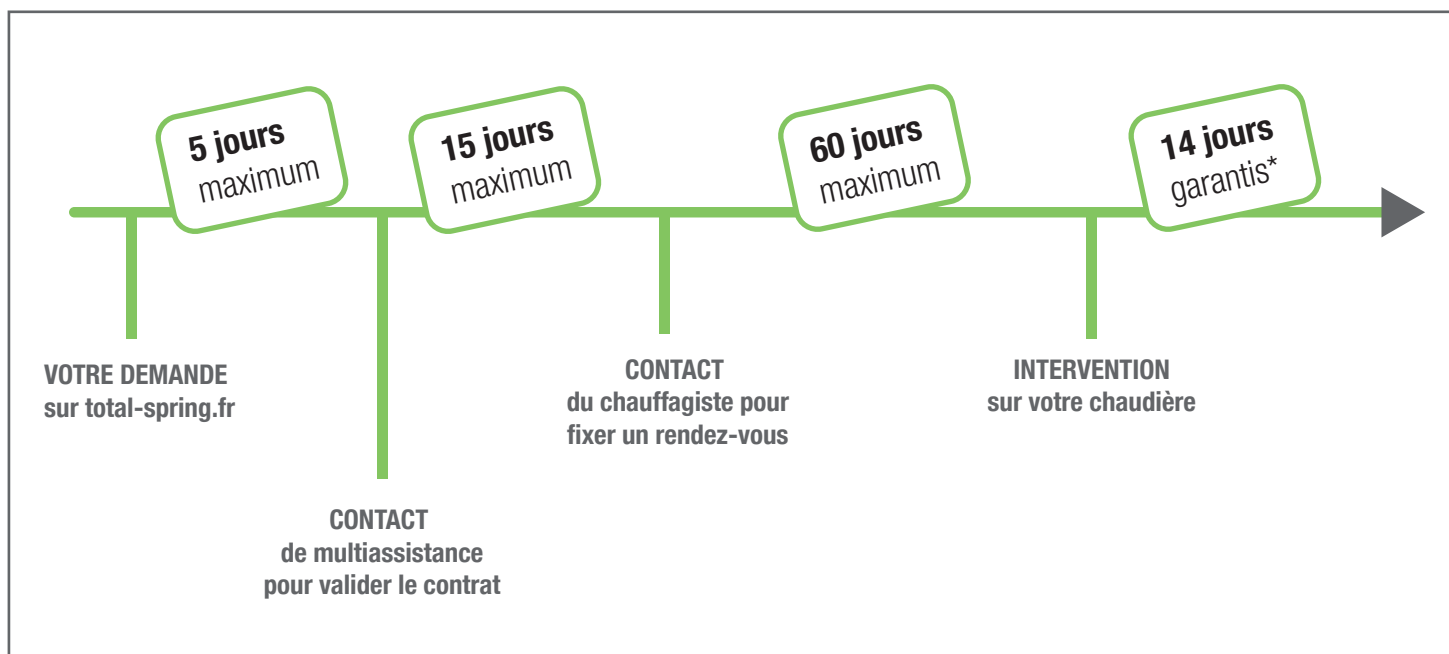 5 jours
maximum
15 jours
maximum
60 jours
maximum
14 jours
garantis*
VOTRE DEMANDE
sur total-spring.fr
CONTACT
de multiassistance
pour valider le contrat
CONTACT
du chauffagiste pour
fixer un rendez-vous
INTERVENTION
sur votre chaudière